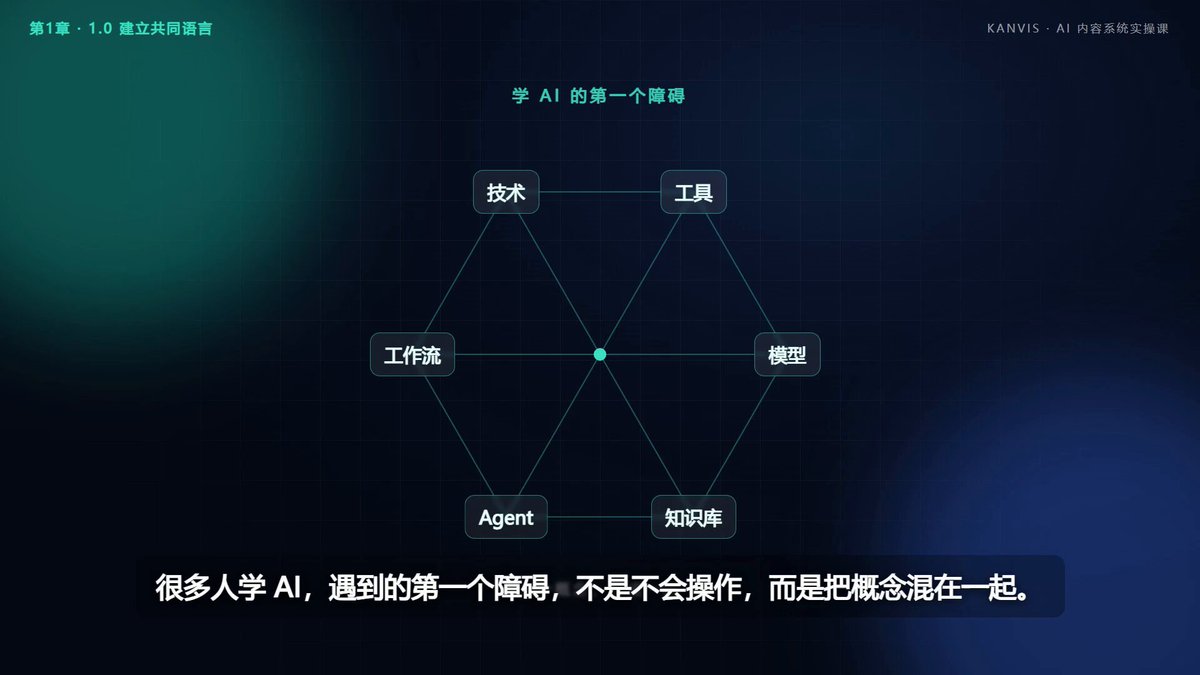 第1章 · 1.0 建立共同语言
KANVIS · AI 内容系统实操课
学 AI 的第一个障碍
技术
工具
工作流
模型
Agent
知识库
很多人学 AI，遇到的第一个障碍，不是不会操作，而是把概念混在一起。